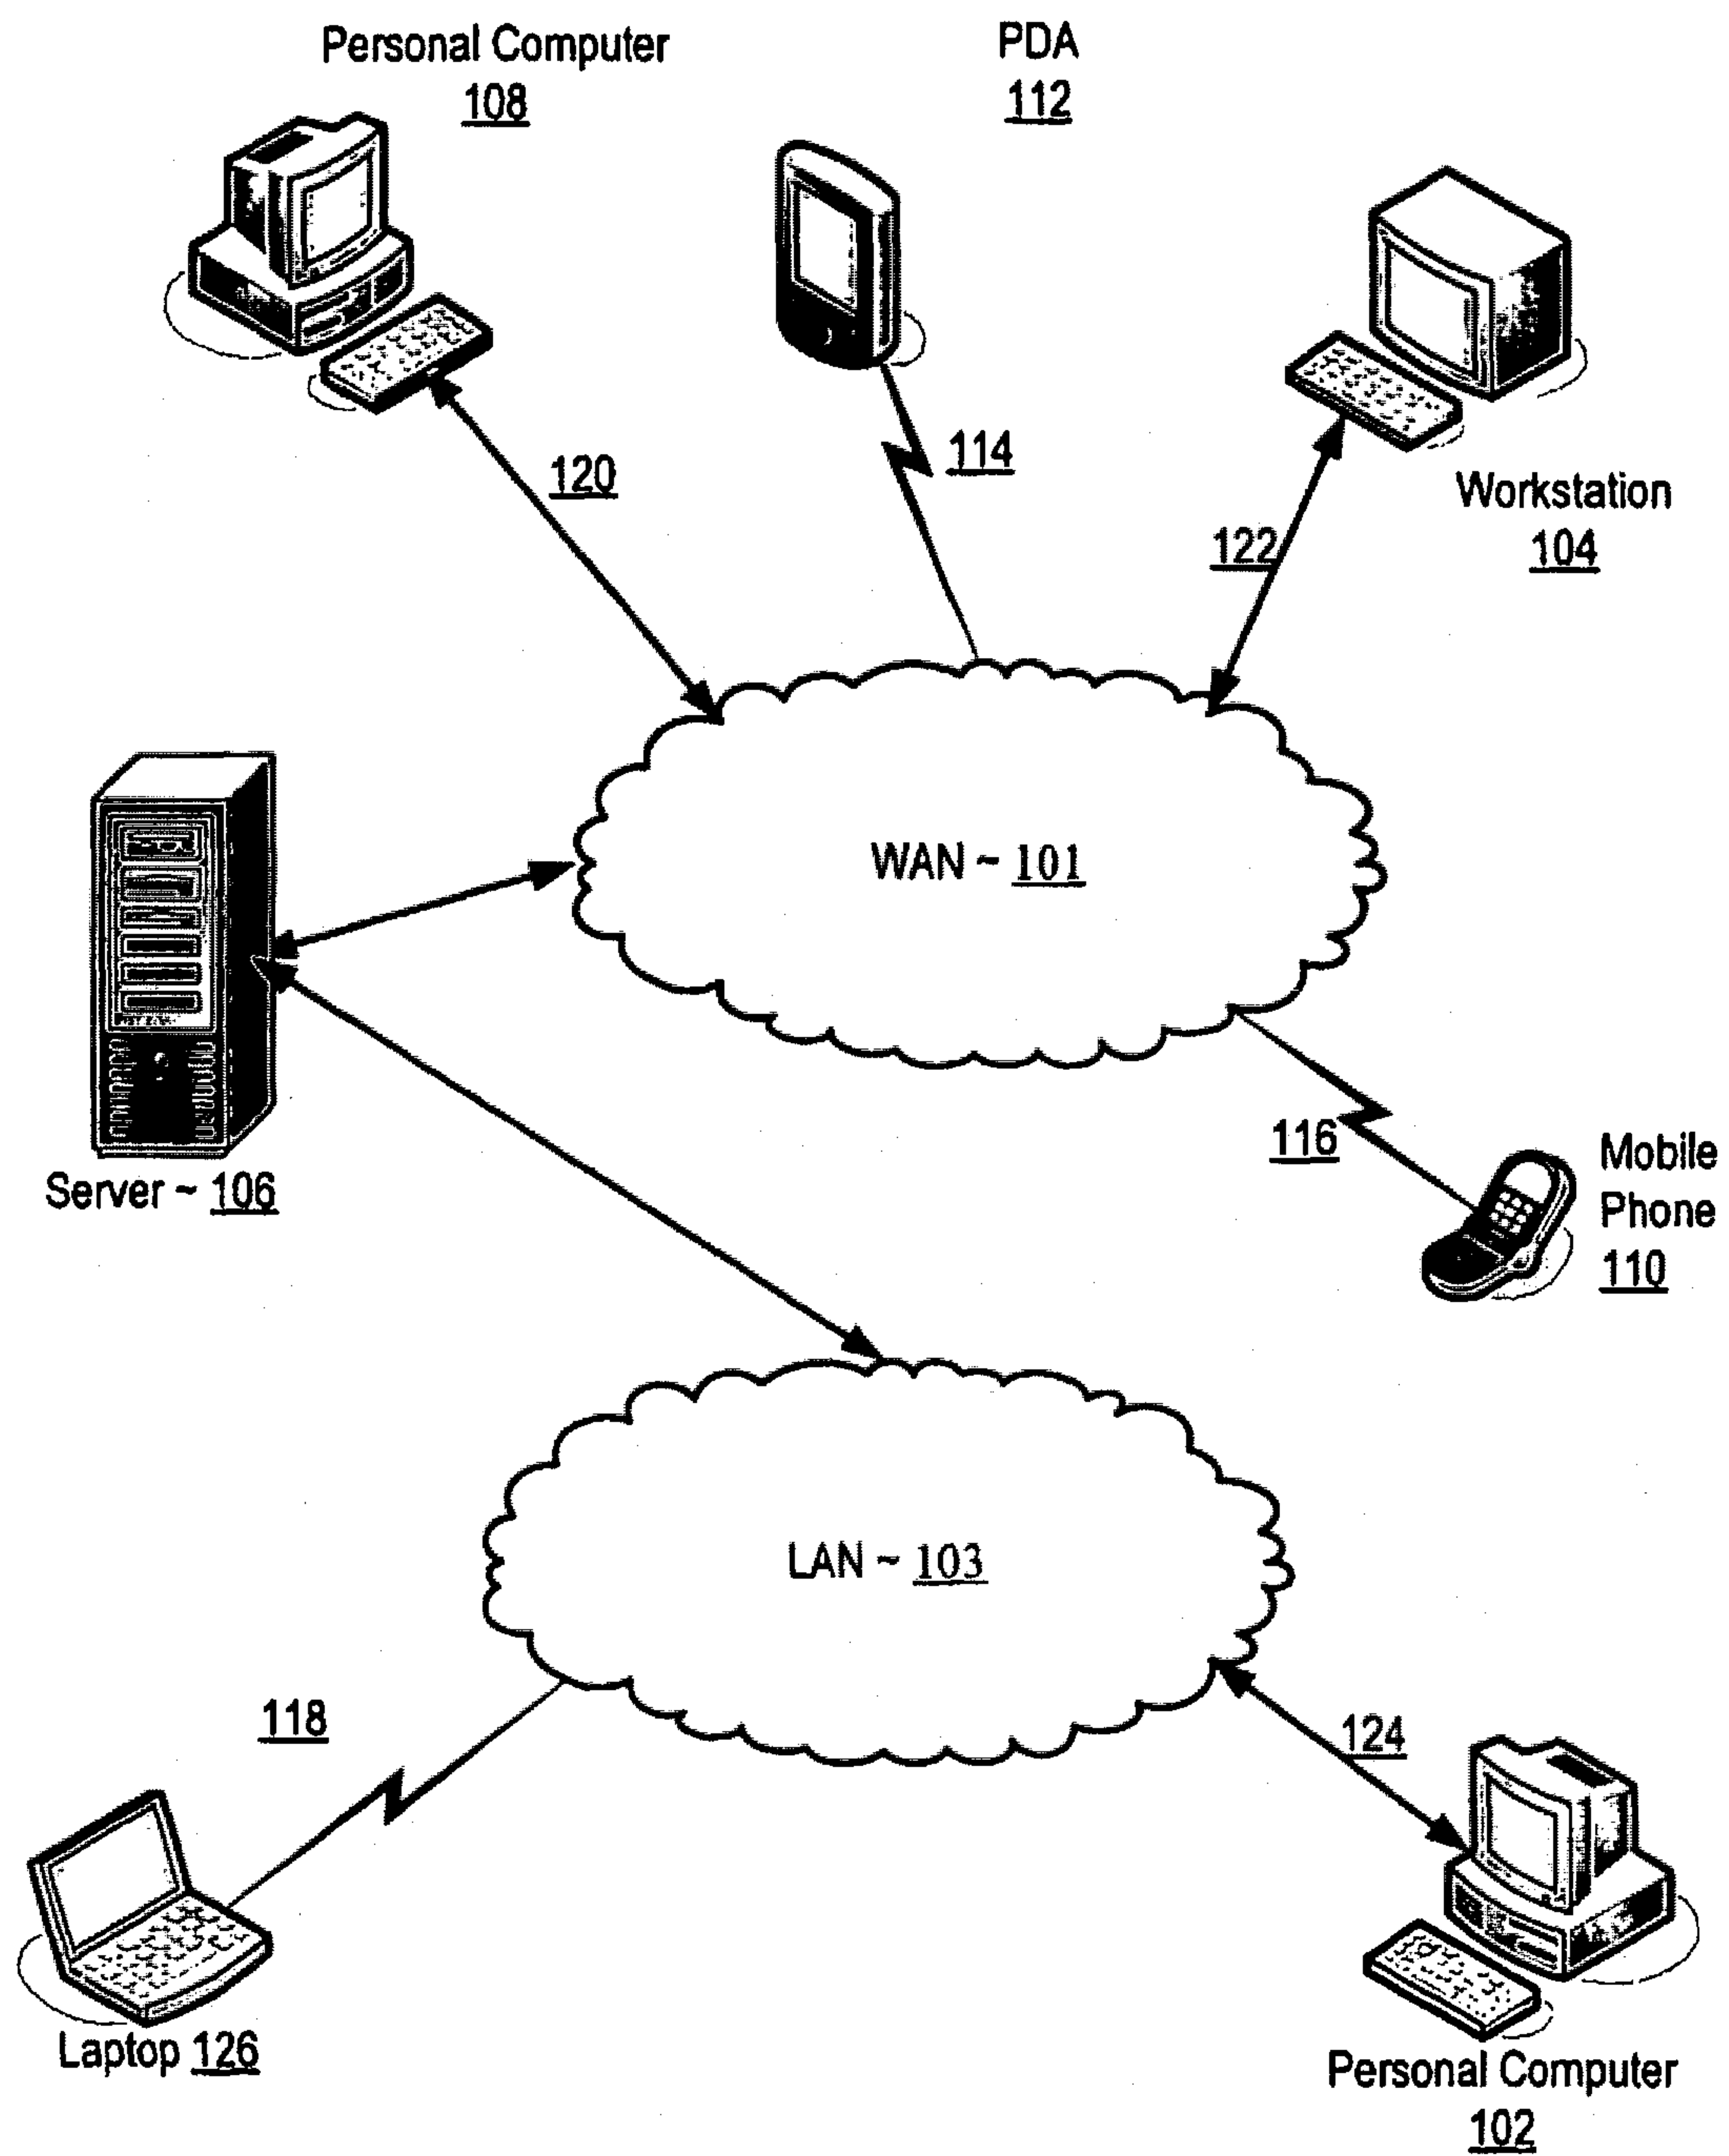 Personal Computer
108
PDA
112
120
114
122
Workstation
104
WAN ~ 101
Server ~ 106
116
Mobile
Phone
110
LAN ~ 103
118
124
Laptop 126
Personal Computer
102